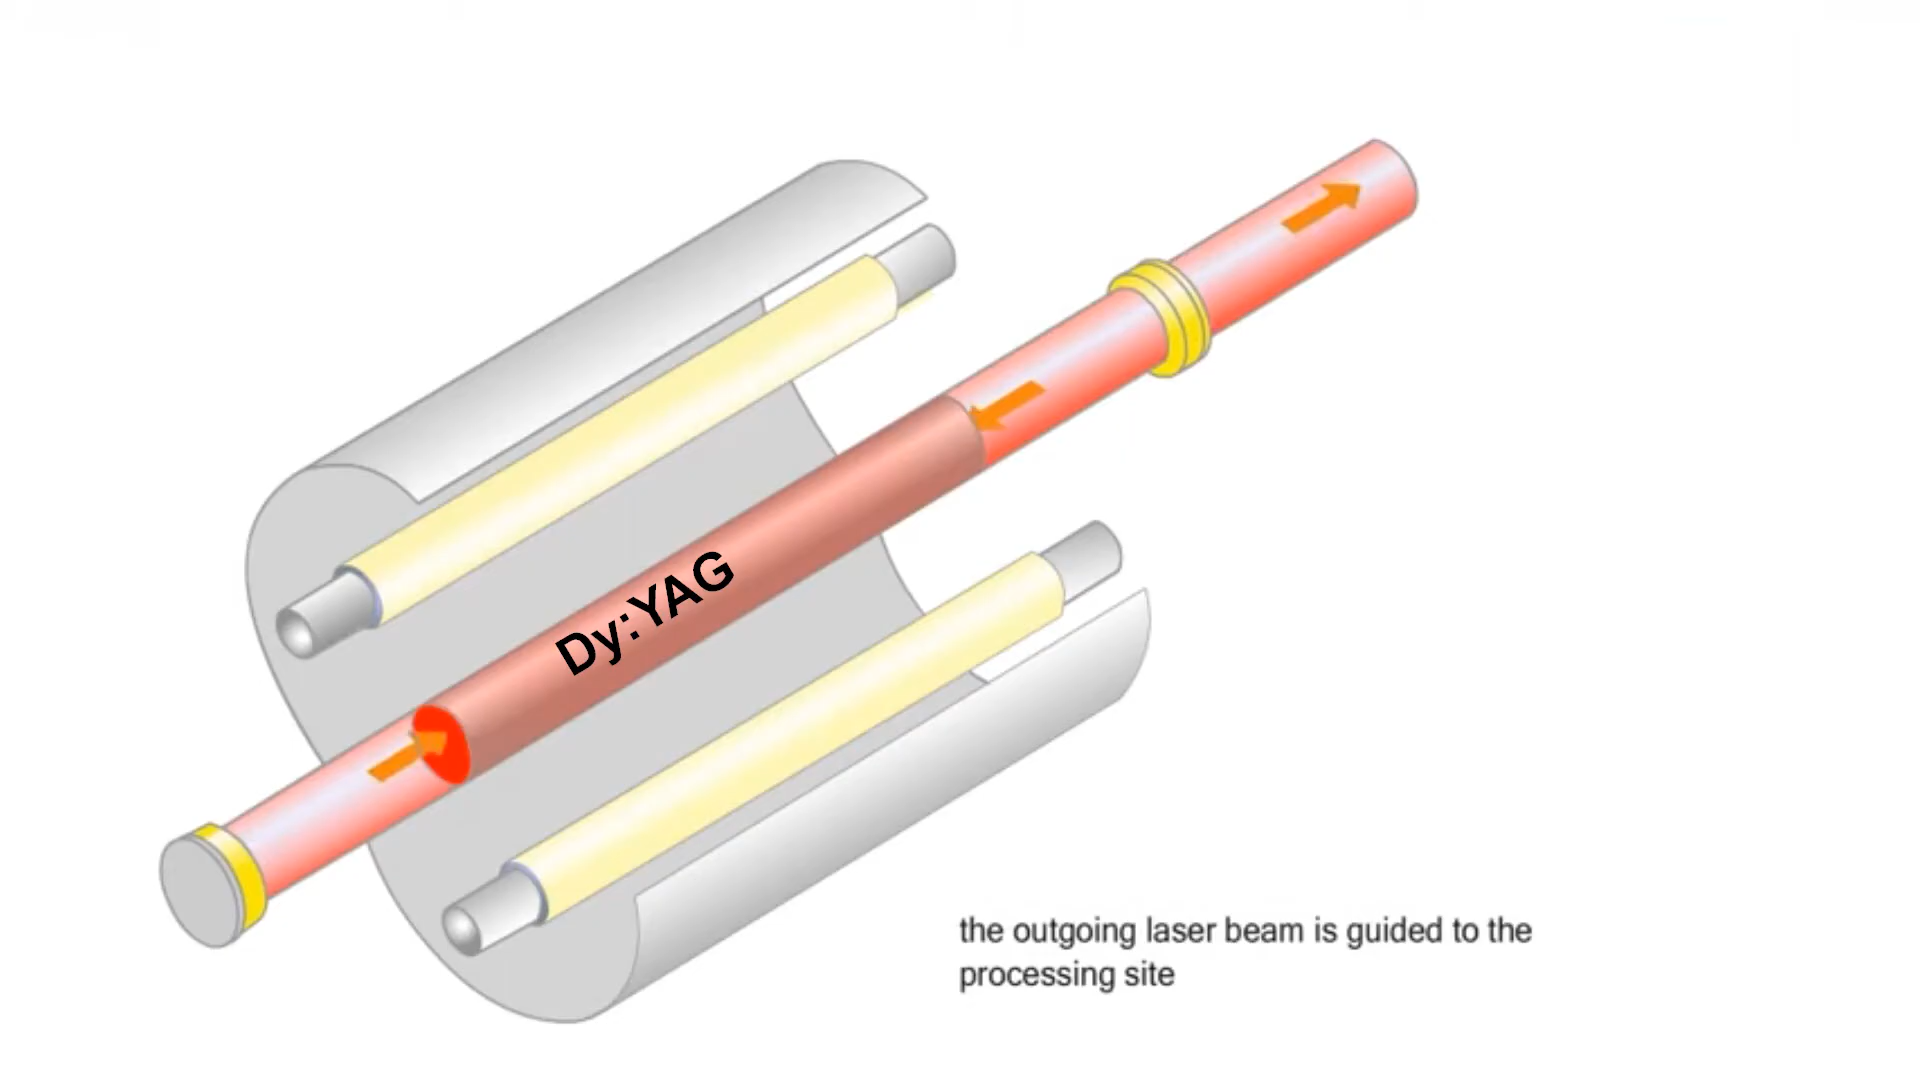 Dy:YAG
the outgoing laser beam is guided to the
processing site